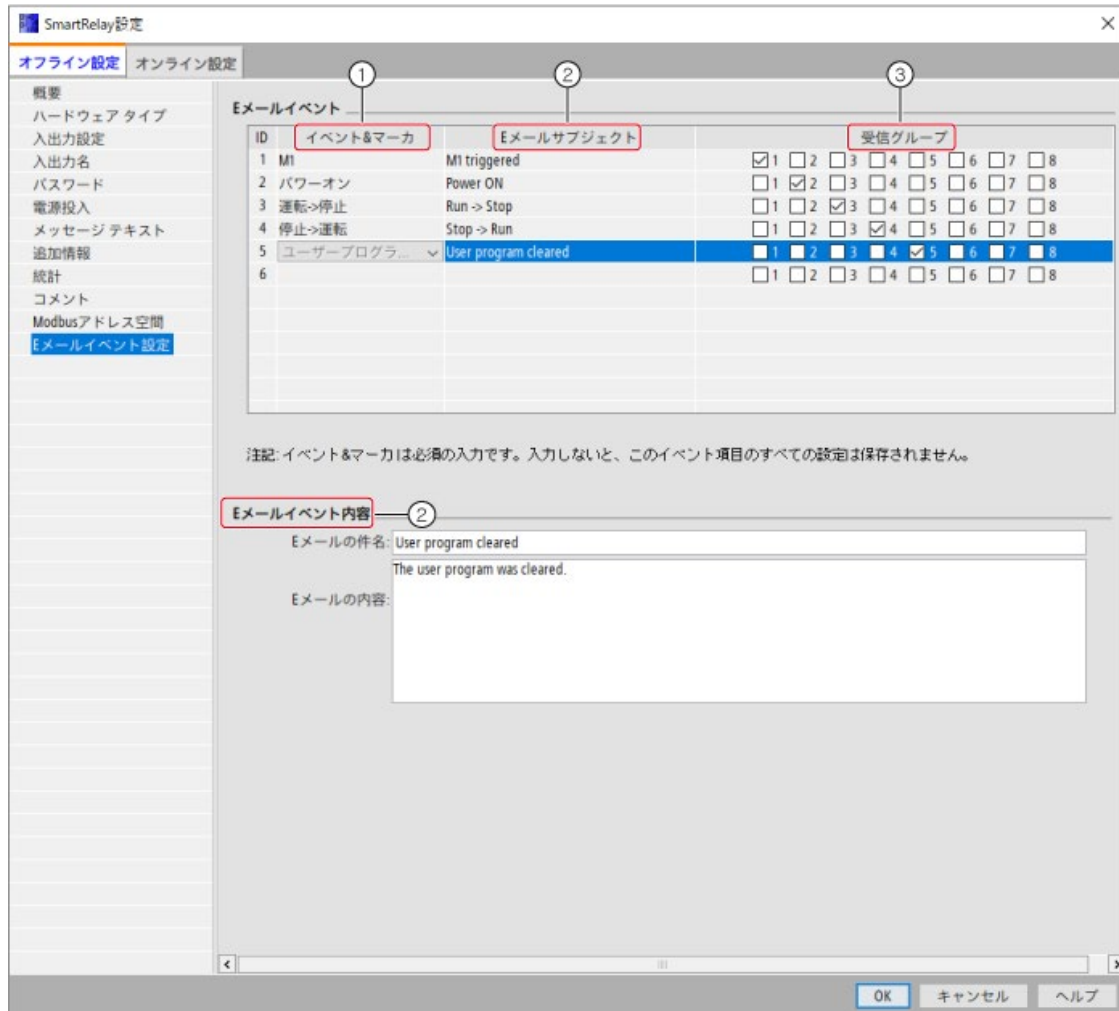 SmartRelay設定
オフライン設定 オンライン設定
概要
ハードウェア タイプ
入出力設定
入出力名
パスワード
電源投入
メッセージ テキスト
追加情報
統計
コメント
Modbusアドレス空間
Eメールイベント設定
① ② ③
Eメールイベント
ID イベント&マーカ Eメールサブジェクト 受信グループ
1 M1 M1 triggered 1 2 3 4 5 6 7 8
2 パワーオン Power ON 1 2 3 4 5 6 7 8
3 運転->停止 Run -> Stop 1 2 3 4 5 6 7 8
4 停止->運転 Stop -> Run 1 2 3 4 5 6 7 8
5 ユーザープログラ... User program cleared 1 2 3 4 5 6 7 8
6 1 2 3 4 5 6 7 8
注記: イベント&マーカは必須の入力です。入力しないと、このイベント項目のすべての設定は保存されません。
Eメールイベント内容 ②
Eメールの件名: User program cleared
The user program was cleared.
Eメールの内容:
OK キャンセル ヘルプ